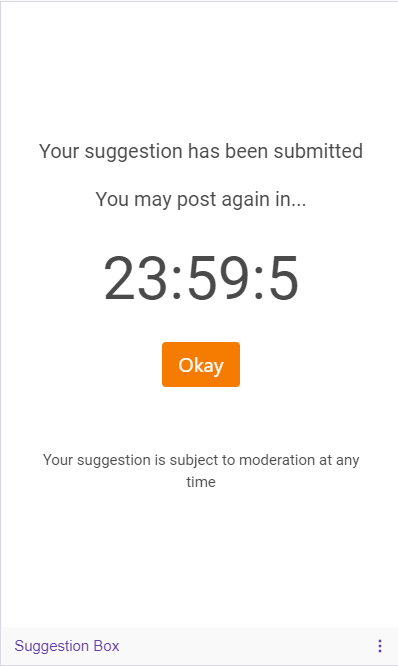 Your suggestion has been submitted
You may post again in...
23:59:5
Okay
Your suggestion is subject to moderation at any
time
Suggestion Box